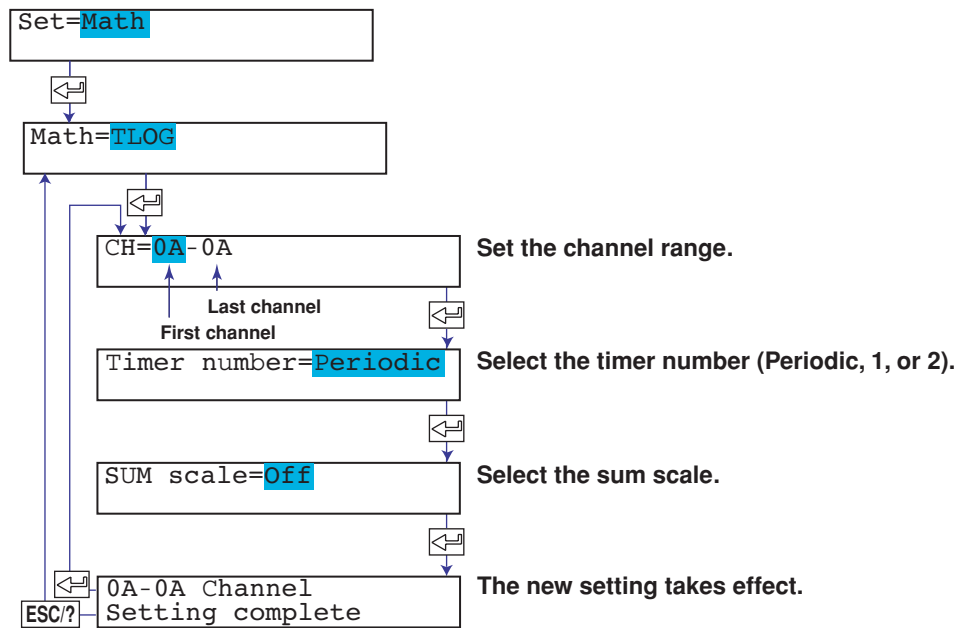 Set=Math
Math=TLOG
CH=0A-0A
Set the channel range.
Last channel
First channel
Timer number=Periodic
Select the timer number (Periodic, 1, or 2).
SUM scale=Off
Select the sum scale.
0A-0A Channel
The new setting takes effect.
ESC/?
Setting complete